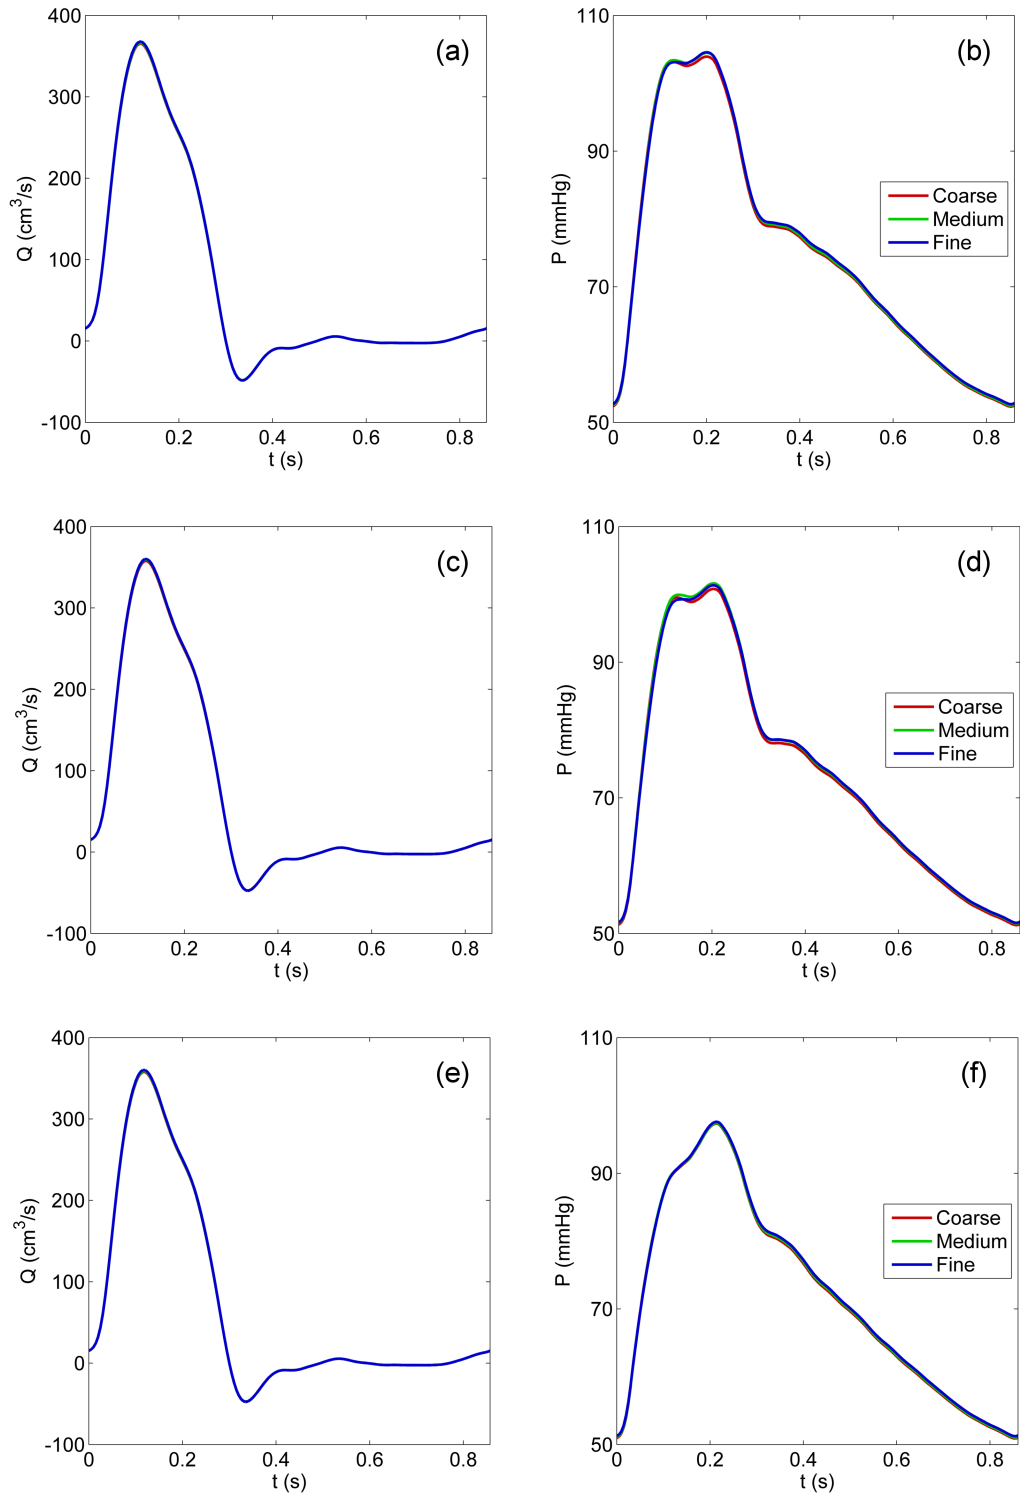 400
300
200
100
0
-100
0
0.2
0.4
0.6
0.8
t (s)
Q (cm³/s)
(a)
110
90
70
50
0
0.2
0.4
0.6
0.8
t (s)
P (mmHg)
(b)
Coarse
Medium
Fine
400
300
200
100
0
-100
0
0.2
0.4
0.6
0.8
t (s)
Q (cm³/s)
(c)
110
90
70
50
0
0.2
0.4
0.6
0.8
t (s)
P (mmHg)
(d)
Coarse
Medium
Fine
400
300
200
100
0
-100
0
0.2
0.4
0.6
0.8
t (s)
Q (cm³/s)
(e)
110
90
70
50
0
0.2
0.4
0.6
0.8
t (s)
P (mmHg)
(f)
Coarse
Medium
Fine